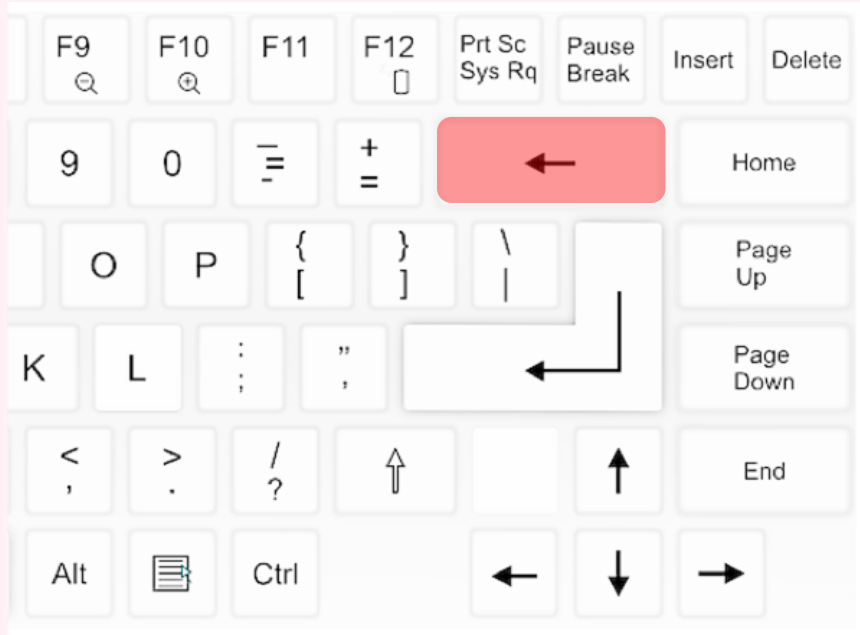 F9
F10
F11
F12
Prt Sc
Sys Rq
Pause
Break
Insert
Delete
9
0
_
=
-
+
=
←
Home
O
P
{
[
}
]
\
|
Page
Up
K
L
:
;
”
,
Page
Down
<
,
>
.
/
?
End
Alt
Ctrl